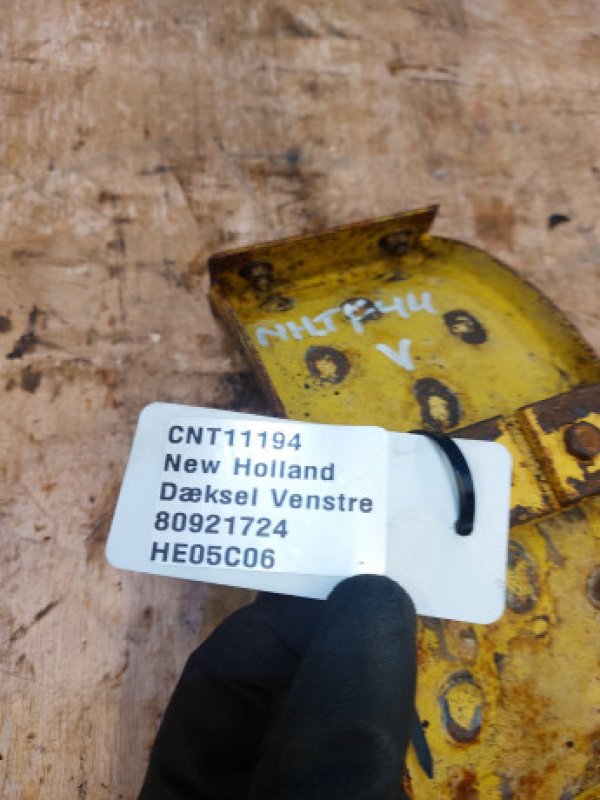 NHTF44
V
CNT11194
New Holland
Dæksel Venstre
80921724
HE05C06